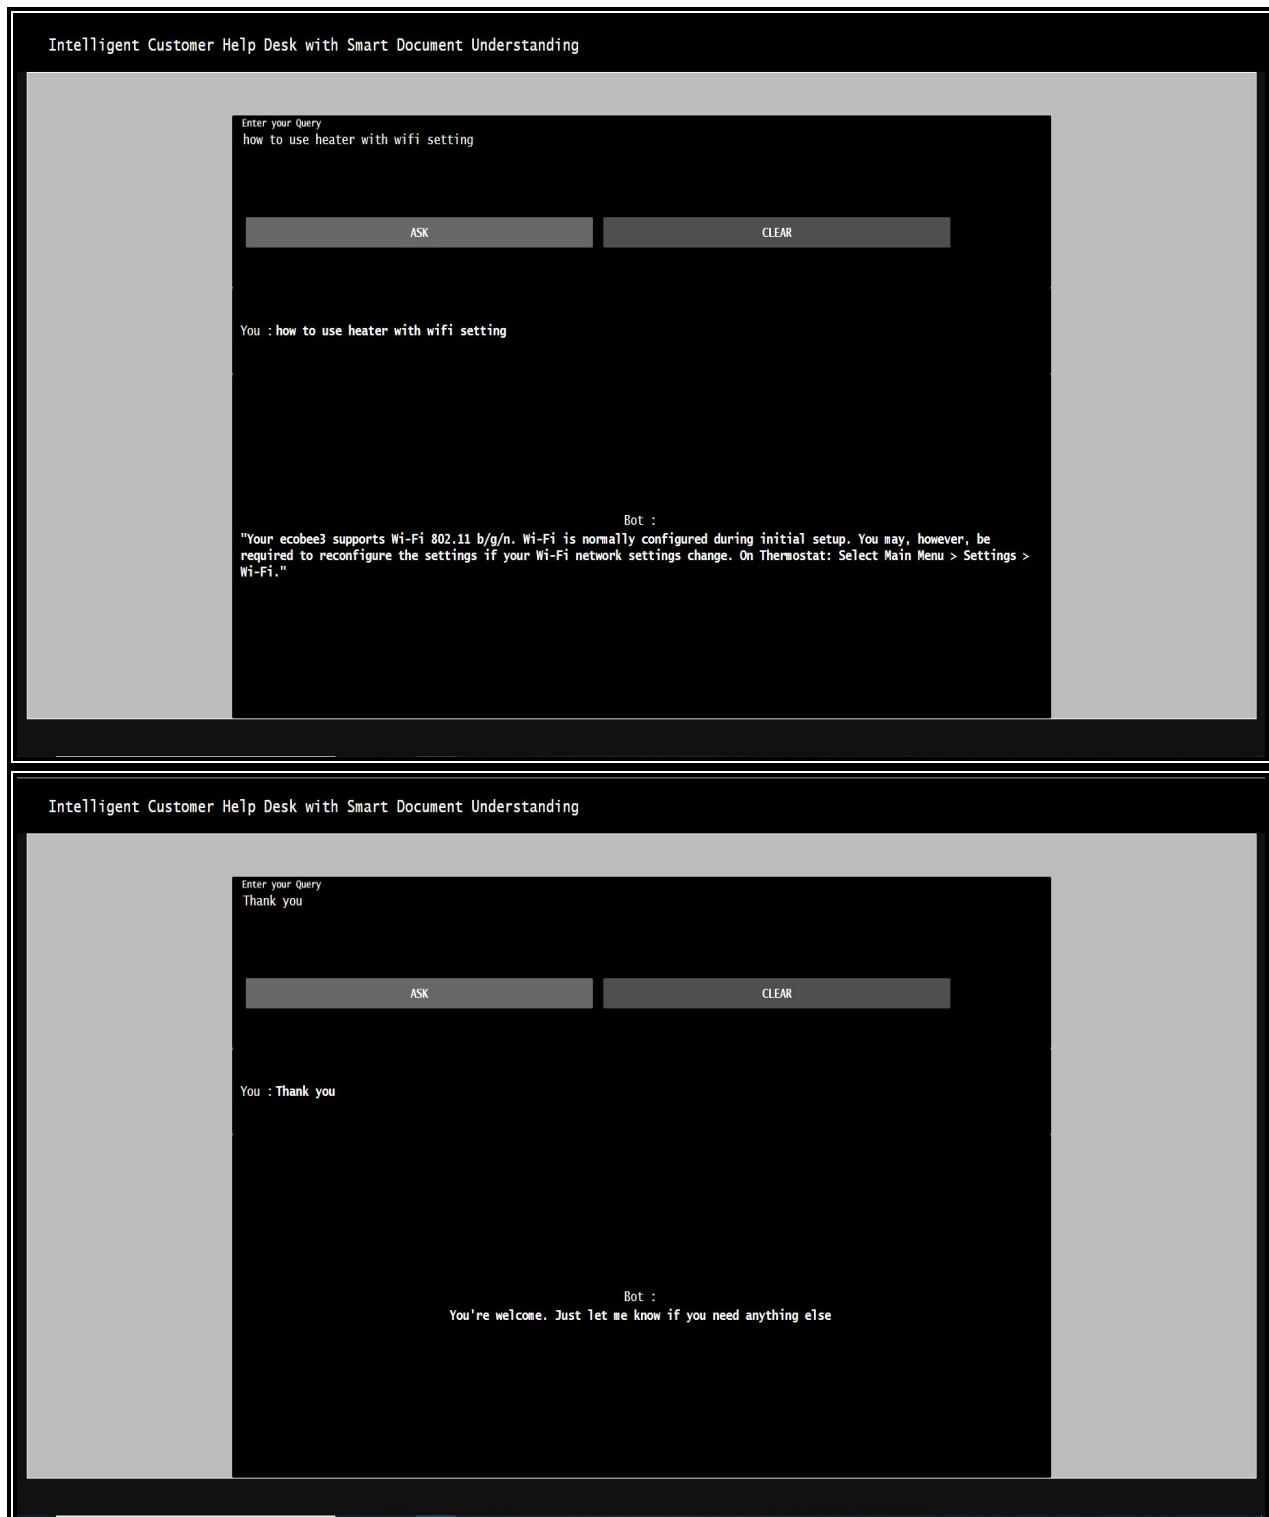 Intelligent Customer Help Desk with Smart Document Understanding
Enter your Query
how to use heater with wifi setting
ASK
CLEAR
You : how to use heater with wifi setting
Bot :
"Your ecobee3 supports Wi-Fi 802.11 b/g/n. Wi-Fi is normally configured during initial setup. You may, however, be
required to reconfigure the settings if your Wi-Fi network settings change. On Thermostat: Select Main Menu > Settings >
Wi-Fi."
Intelligent Customer Help Desk with Smart Document Understanding
Enter your Query
Thank you
ASK
CLEAR
You : Thank you
Bot :
You're welcome. Just let me know if you need anything else